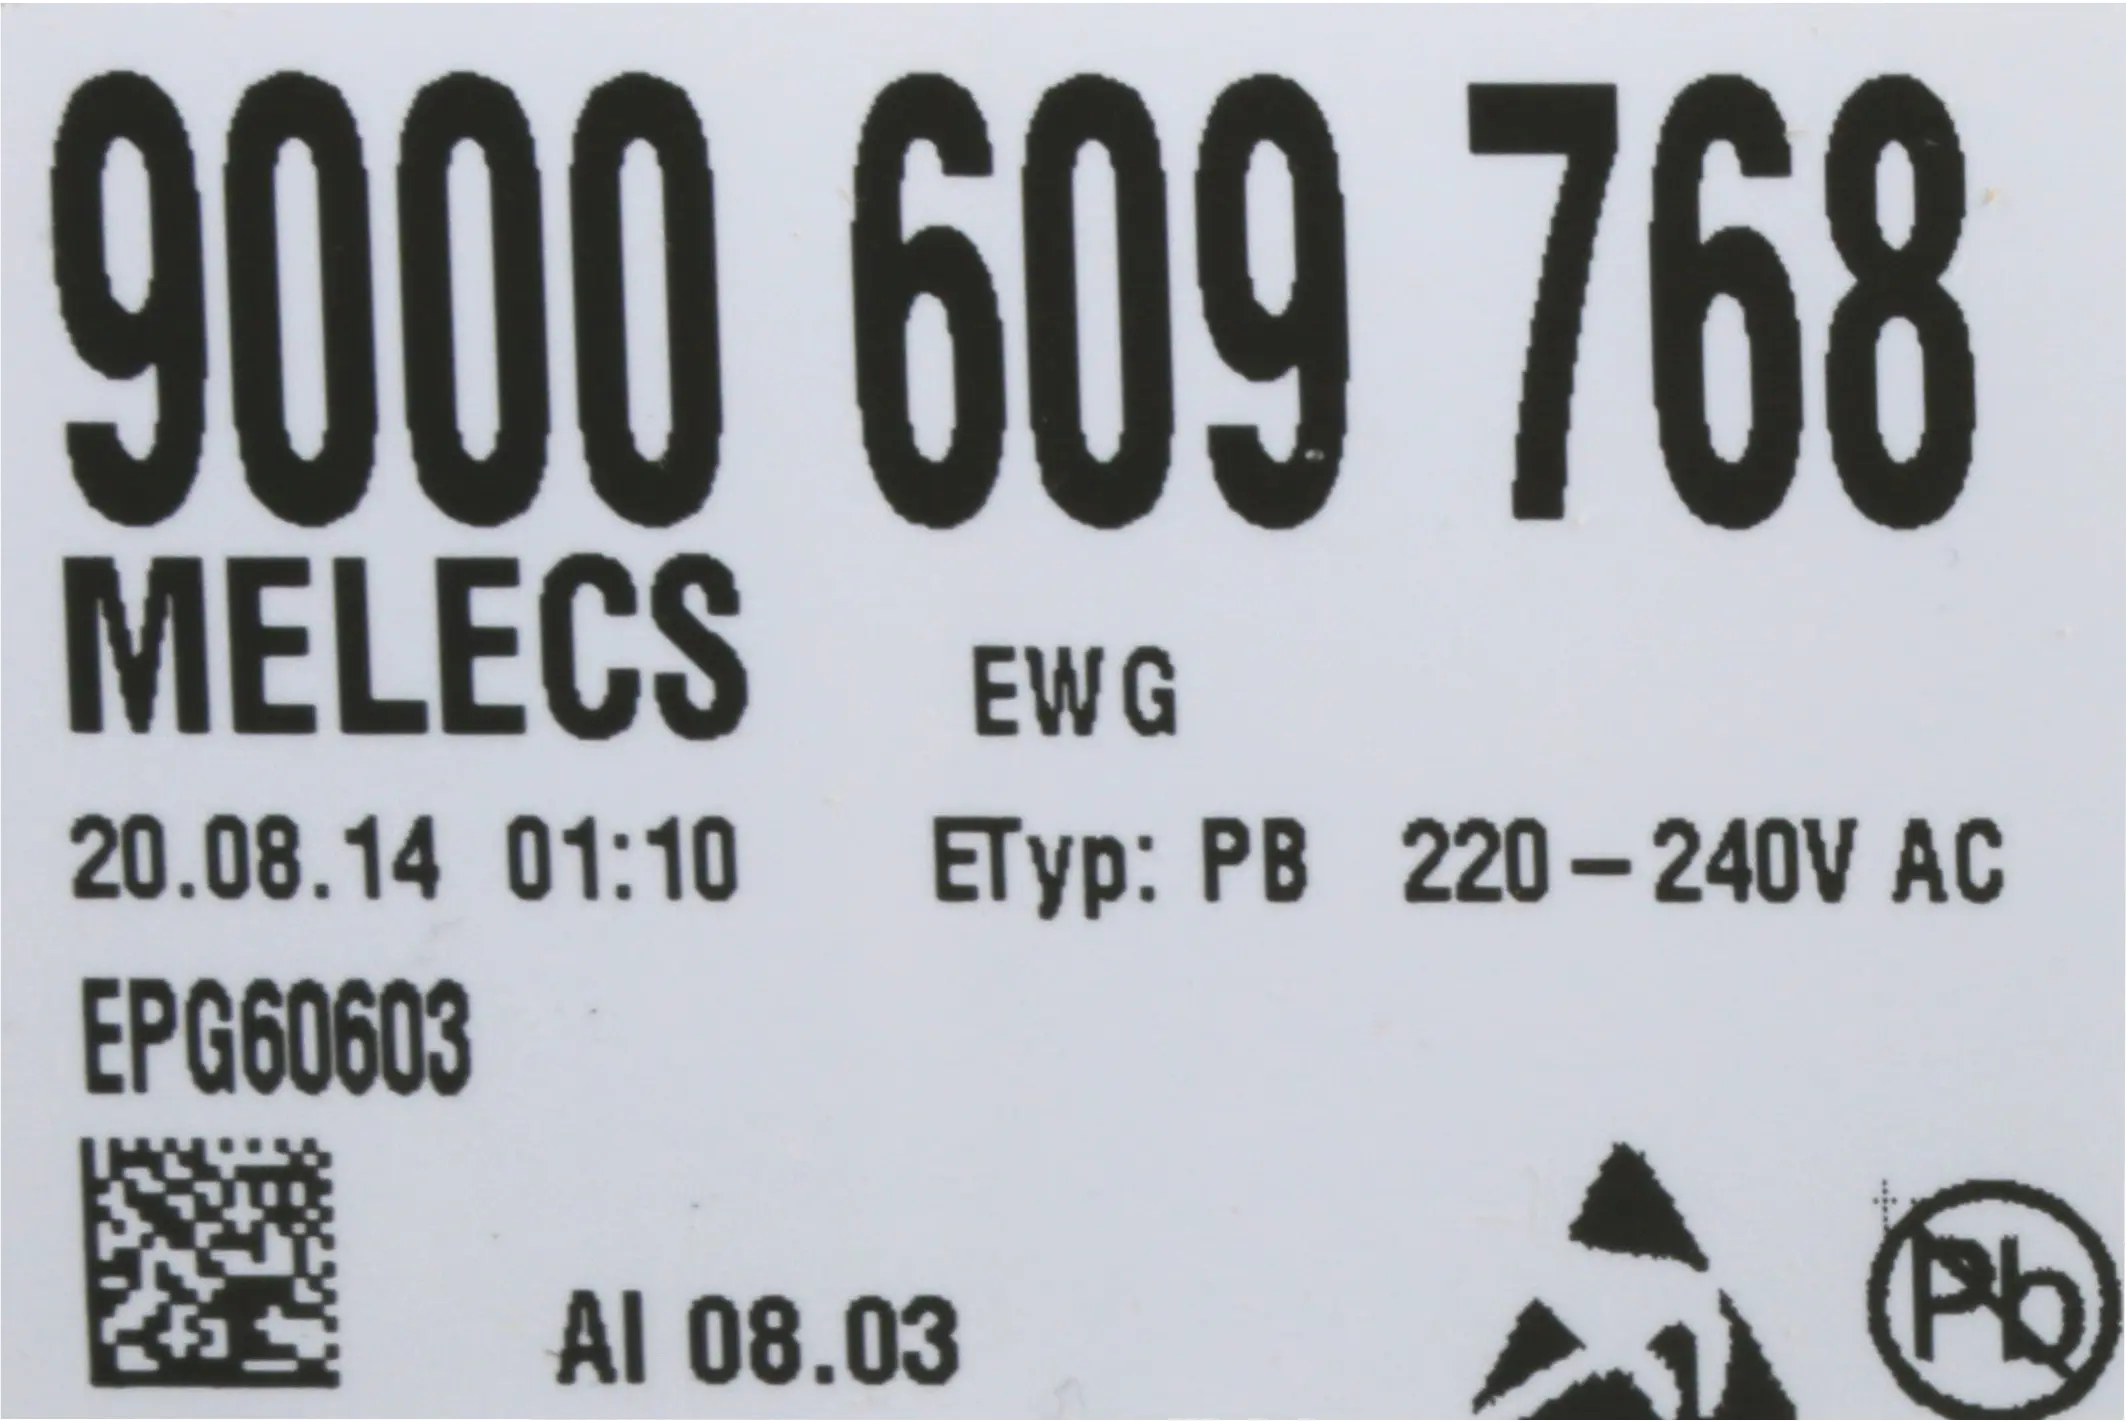 9000 609 768
MELECS EWG
20.08.14 01:10 ETyp: PB 220-240V AC
EPG60603
AI 08.03
Pb